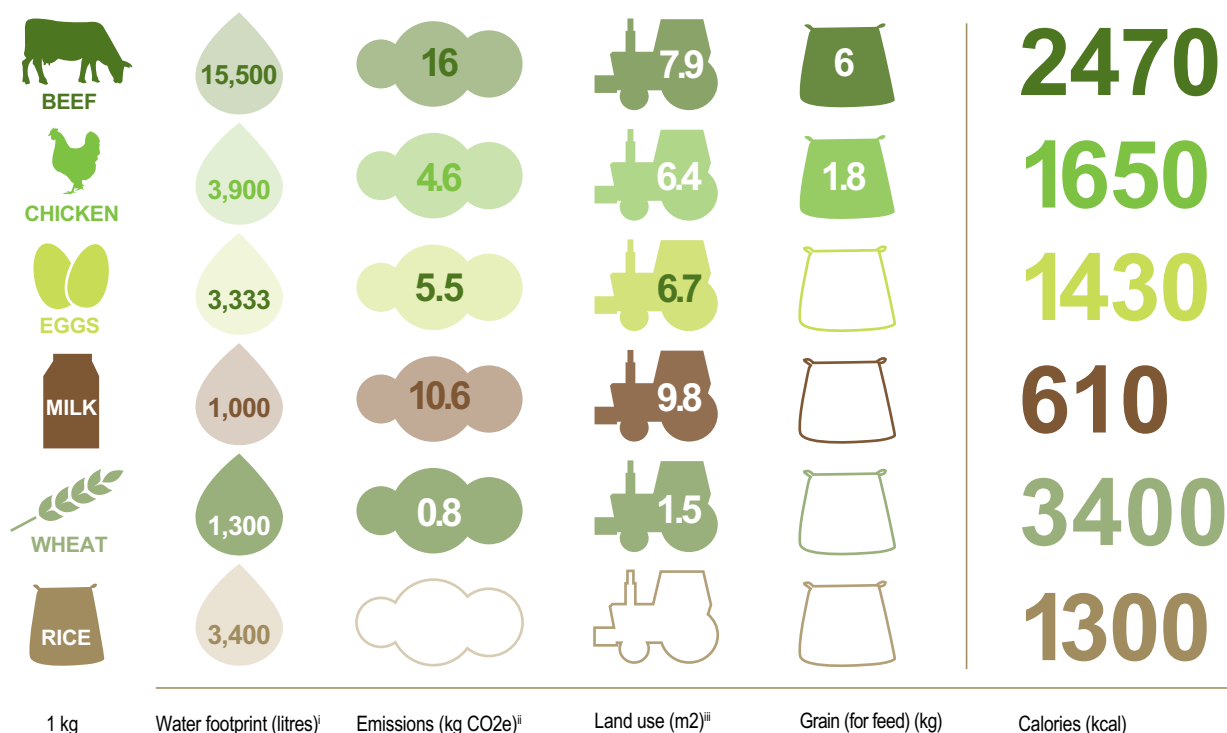 15,500 16 7.9 6 2470
BEEF
3,900 4.6 6.4 1.8 1650
CHICKEN
3,333 5.5 6.7 1430
EGGS
MILK 1,000 10.6 9.8 610
1,300 0.8 1.5 3400
WHEAT
RICE 3,400 1300
1 kg Water footprint (litres)i Emissions (kg CO2e)ii Land use (m2)iii Grain (for feed) (kg) Calories (kcal)